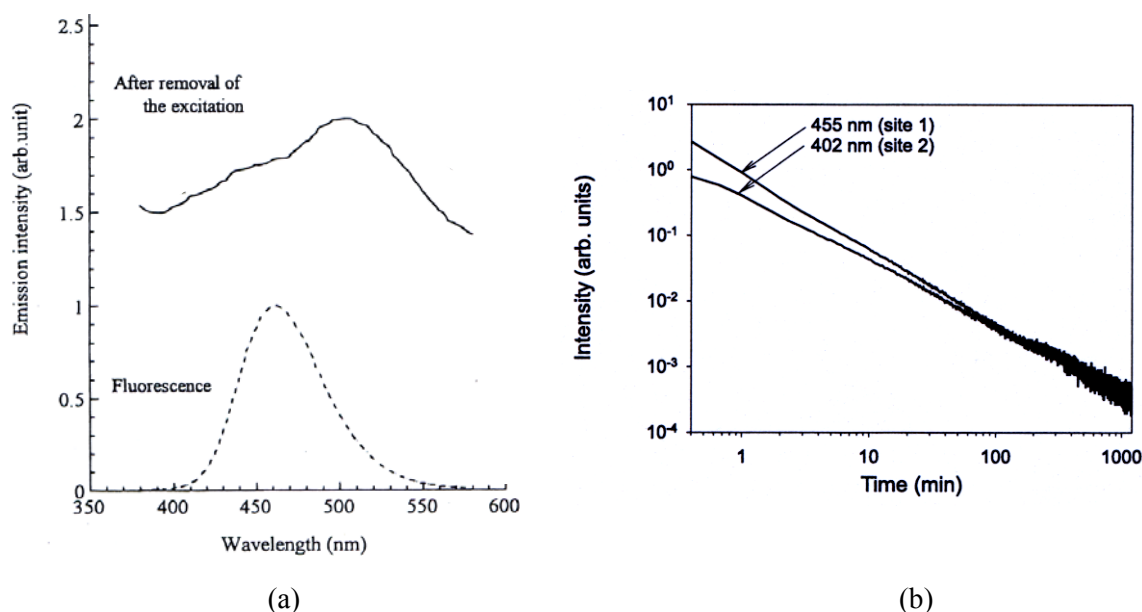 2.5
After removal of
the excitation
2
1.5
1
Fluorescence
0.5
0
350 400 450 500 550 600
Emission intensity (arb.unit)
Wavelength (nm)
(a)
10¹
455 nm (site 1)
402 nm (site 2)
10⁰
10⁻¹
10⁻²
10⁻³
10⁻⁴
1 10 100 1000
Intensity (arb. units)
Time (min)
(b)